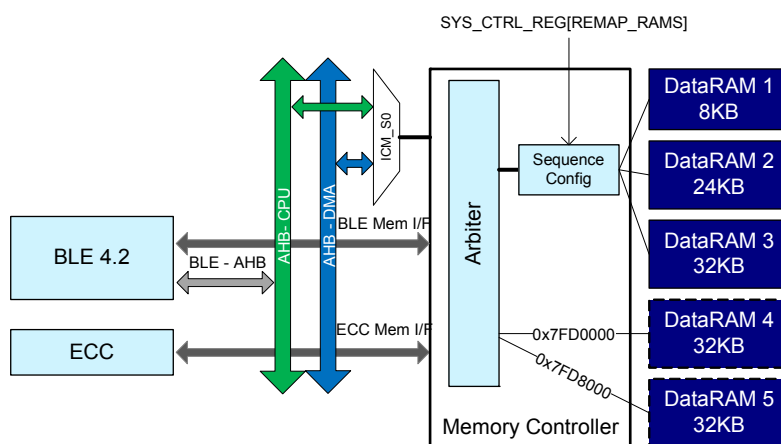 SYS_CTRL_REG[REMAP_RAMS]
DataRAM 1
8KB
ICM_S0
Sequence
Config
DataRAM 2
24KB
AHB- CPU
AHB - DMA
Arbiter
BLE Mem I/F
BLE 4.2
BLE - AHB
DataRAM 3
32KB
ECC Mem I/F
ECC
0x7FD0000
DataRAM 4
32KB
0x7FD8000
DataRAM 5
32KB
Memory Controller